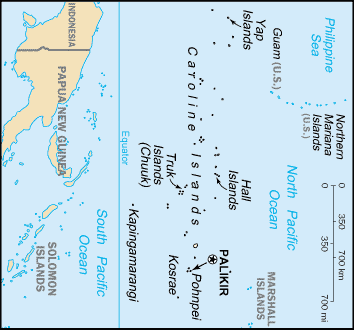 Philippine
Sea
Northern
Mariana
Islands
(U.S.)
Guam (U.S.)
Yap
Islands
INDONESIA
PAPUA NEW GUINEA
Caroline Islands
Hall
Islands
Truk
Islands
(Chuuk)
North Pacific
Ocean
0 350 700 km
0 350 700 mi
Equator
PALIKIR
Pohnpei
Kosrae
Kapingamarangi
MARSHALL
ISLANDS
South Pacific
Ocean
SOLOMON
ISLANDS